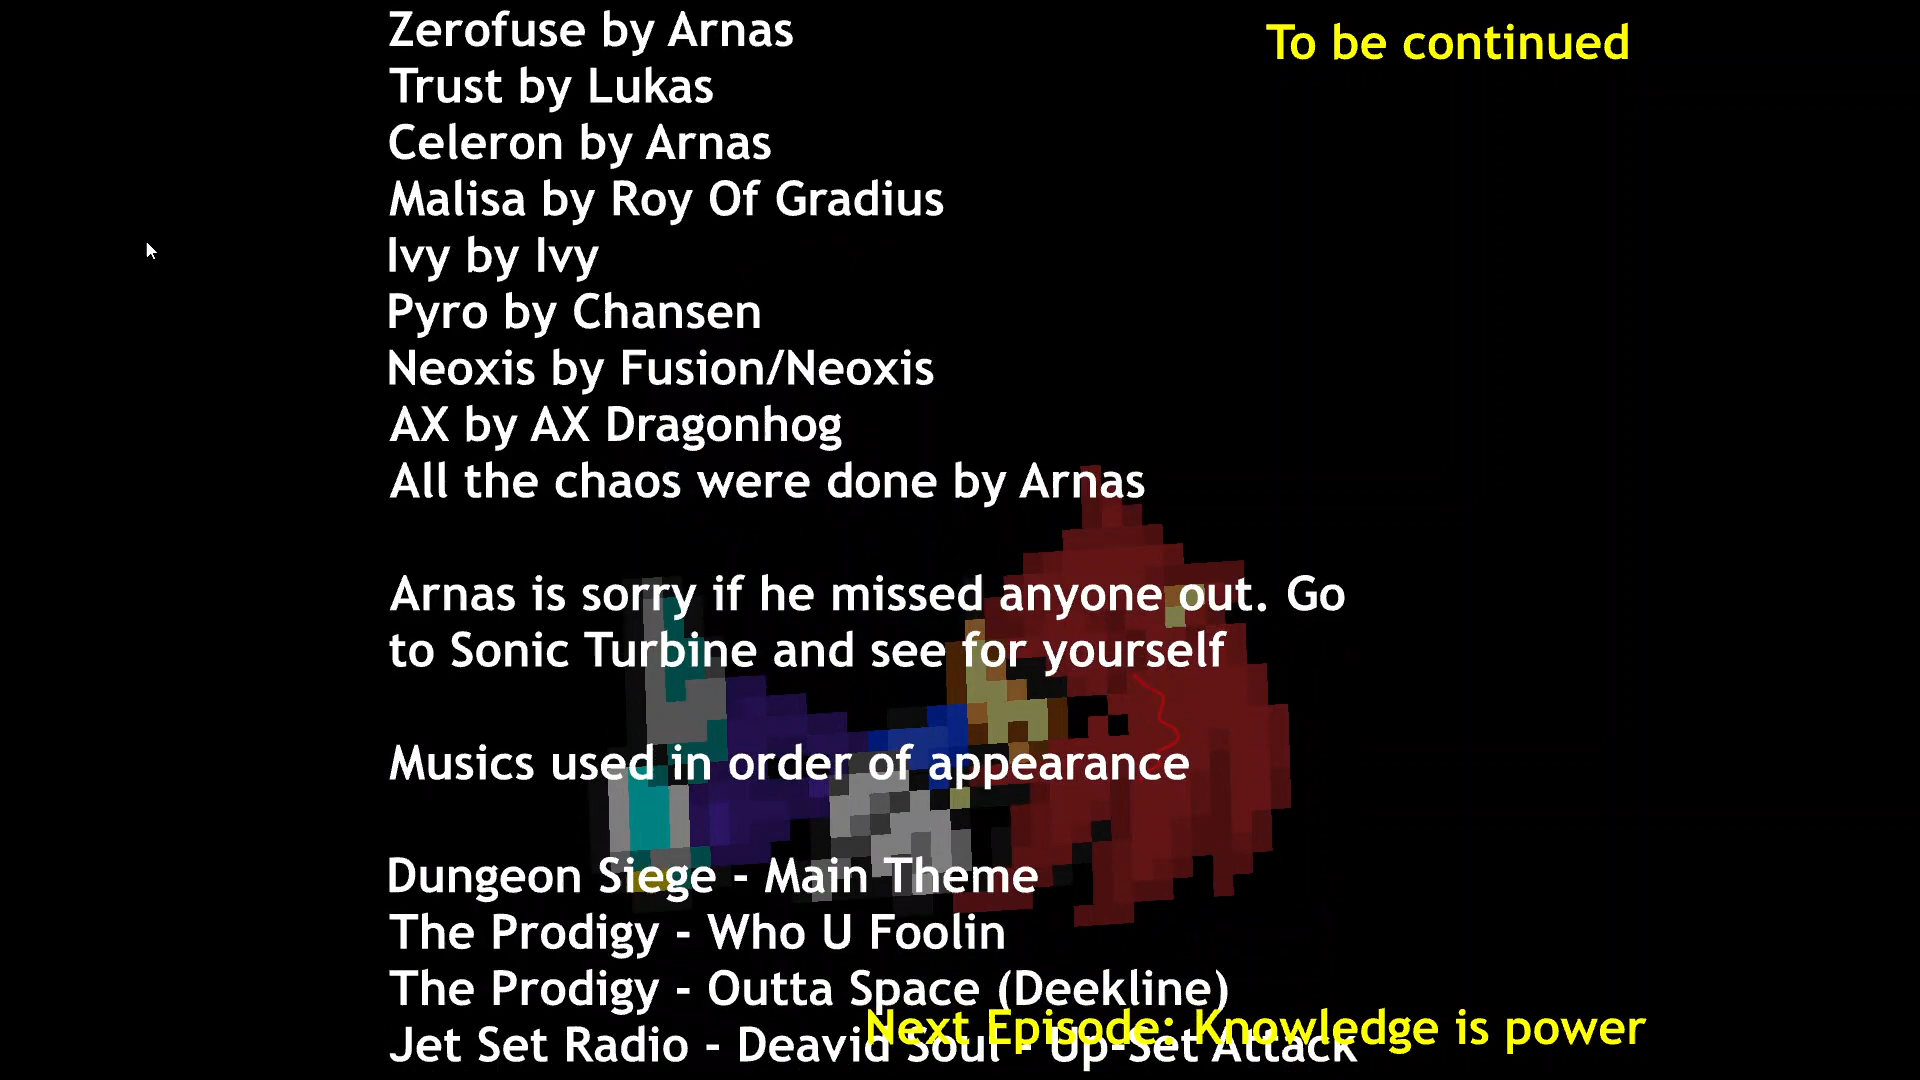 Zerofuse by Arnas
To be continued
Trust by Lukas
Celeron by Arnas
Malisa by Roy Of Gradius
Ivy by Ivy
Pyro by Chansen
Neoxis by Fusion/Neoxis
AX by AX Dragonhog
All the chaos were done by Arnas
Arnas is sorry if he missed anyone out. Go
to Sonic Turbine and see for yourself
Musics used in order of appearance
Dungeon Siege - Main Theme
The Prodigy - Who U Foolin
The Prodigy - Outta Space (Deekline)
Next Episode: Knowledge is power
Jet Set Radio - Deavid Soul - Up-Set Attack